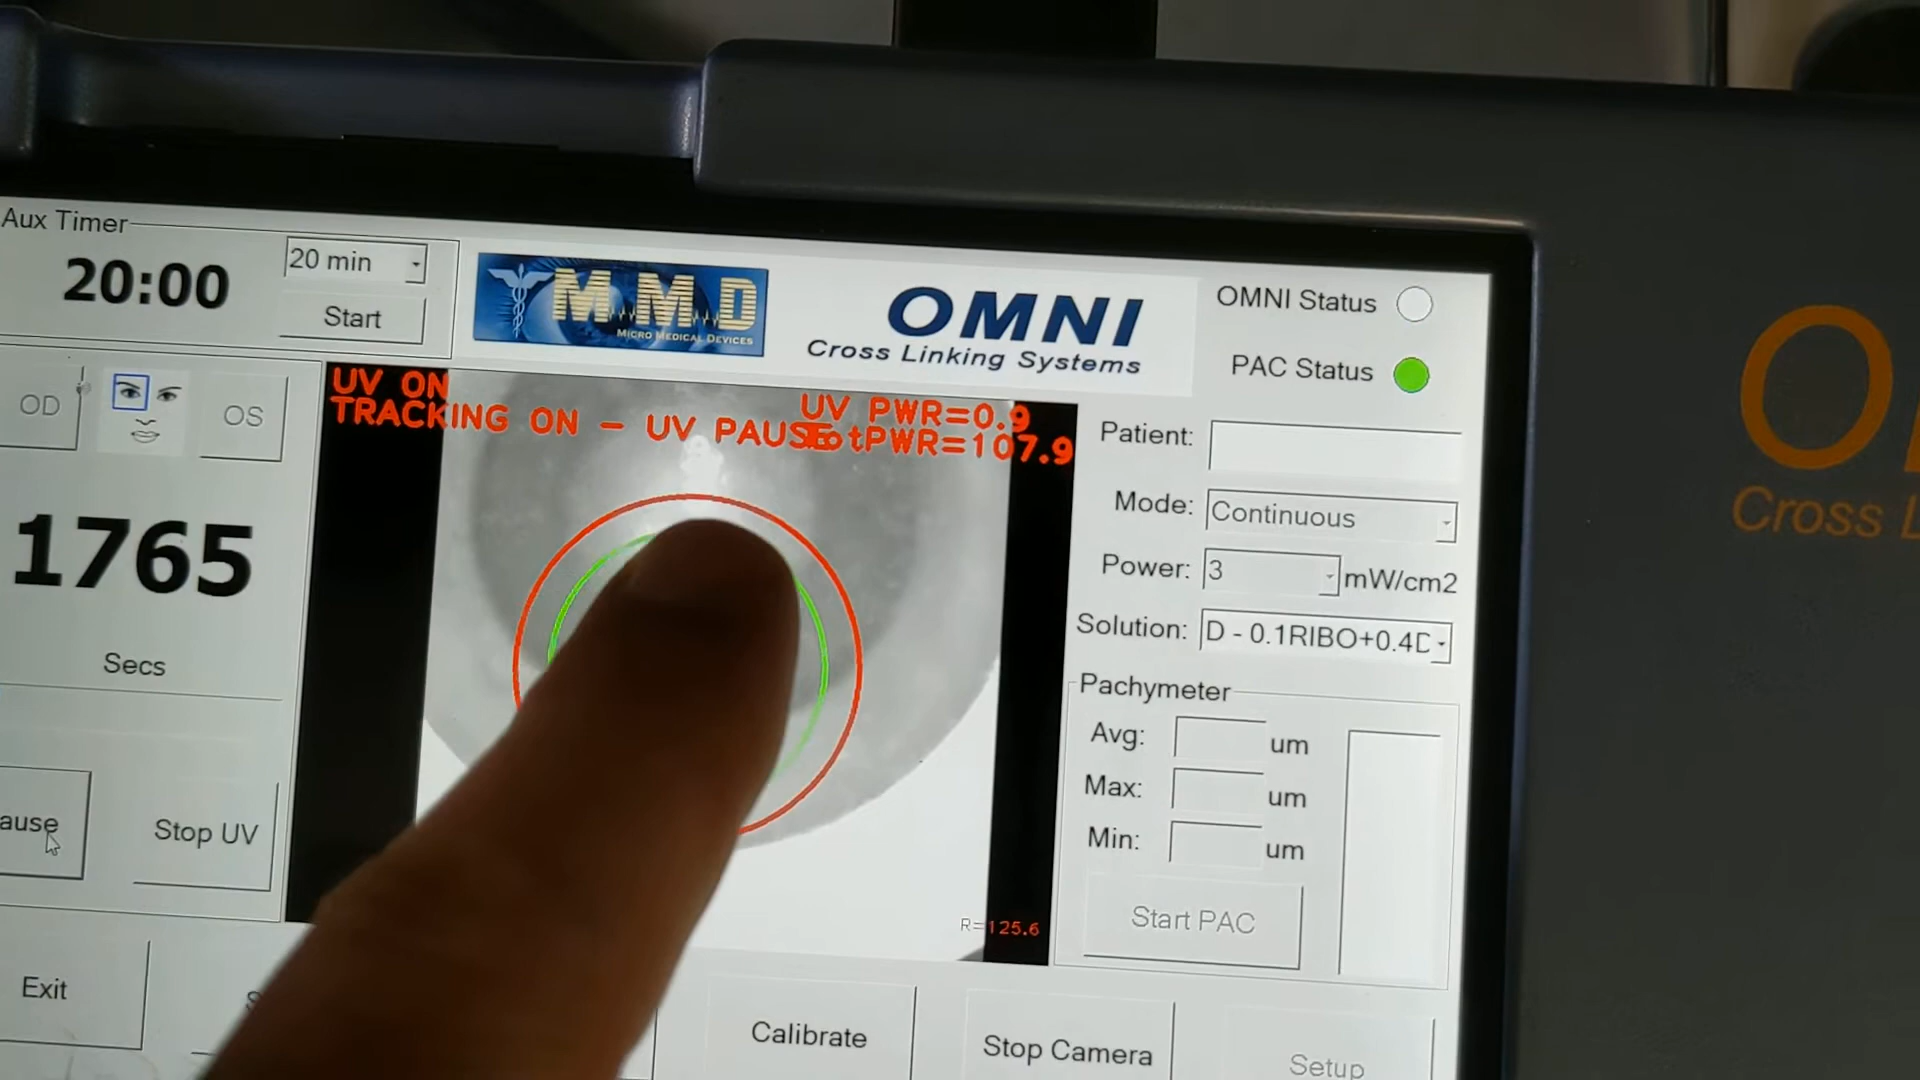 Aux Timer
20:00
20 min
Start
MMD
MICRO MEDICAL DEVICES
OMNI
Cross Linking Systems
OMNI Status
PAC Status
OD
OS
UV ON
TRACKING ON - UV PAUSE
UV PWR=0.9
TotPWR=107.9
1765
Secs
Patient:
Mode: Continuous
Power: 3 mW/cm2
Solution: D - 0.1RIBO+0.4D
Pachymeter
Avg: um
Max: um
Min: um
Start PAC
R=125.6
ause
Stop UV
Exit
S
Calibrate
Stop Camera
Setup
O
Cross L